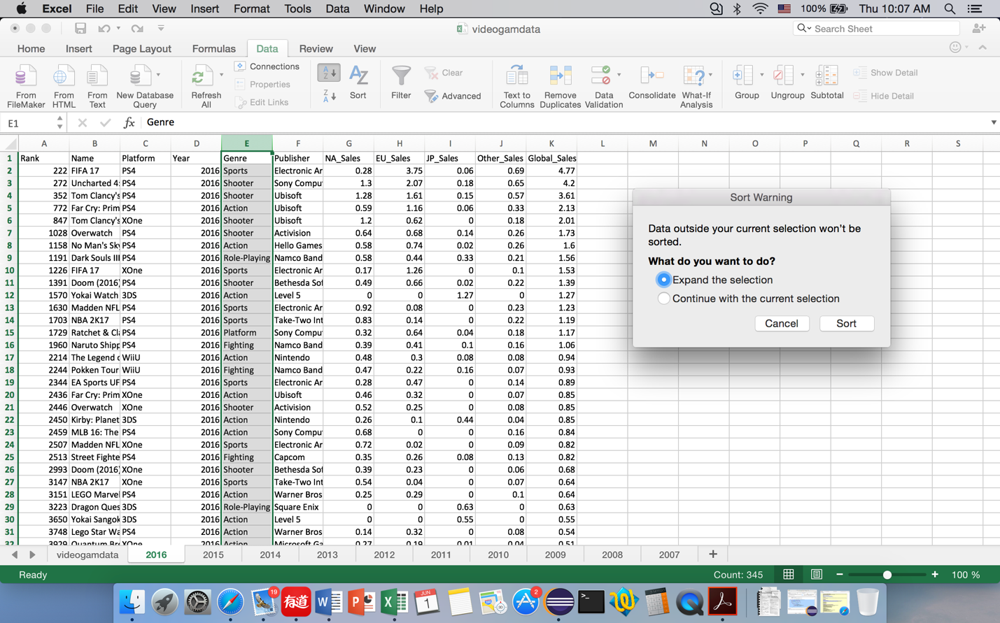 Excel File Edit View Insert Format Tools Data Window Help 100% Thu 10:07 AM
videogamdata
Search Sheet
Home Insert Page Layout Formulas Data Review View
From FileMaker
From HTML
From Text
New Database Query
Refresh All
Connections
Properties
Edit Links
Sort
Filter
Clear
Advanced
Text to Columns
Remove Duplicates
Data Validation
Consolidate
What-If Analysis
Group
Ungroup
Subtotal
Show Detail
Hide Detail
E1 fx Genre
A B C D E F G H I J K L M N O P Q R S
1 Rank Name Platform Year Genre Publisher NA_Sales EU_Sales JP_Sales Other_Sales Global_Sales
2 222 FIFA 17 PS4 2016 Sports Electronic Ar 0.28 3.75 0.06 0.69 4.77
3 272 Uncharted 4: PS4 2016 Shooter Sony Compu 1.3 2.07 0.18 0.65 4.2
4 352 Tom Clancy's PS4 2016 Shooter Ubisoft 1.28 1.61 0.15 0.57 3.61
5 772 Far Cry: Prim PS4 2016 Action Ubisoft 0.59 1.16 0.06 0.33 2.13
6 847 Tom Clancy's XOne 2016 Shooter Ubisoft 1.2 0.62 0 0.18 2.01
7 1028 Overwatch PS4 2016 Shooter Activision 0.64 0.68 0.14 0.26 1.73
8 1158 No Man's Sky PS4 2016 Action Hello Games 0.58 0.74 0.02 0.26 1.6
9 1191 Dark Souls III PS4 2016 Role-Playing Namco Band 0.58 0.44 0.33 0.21 1.56
10 1226 FIFA 17 XOne 2016 Sports Electronic Ar 0.17 1.26 0 0.1 1.53
11 1391 Doom (2016) PS4 2016 Shooter Bethesda Sof 0.49 0.66 0.02 0.22 1.39
12 1570 Yokai Watch 3DS 2016 Action Level 5 0 0 1.27 0 1.27
13 1630 Madden NFL PS4 2016 Sports Electronic Ar 0.92 0.08 0 0.23 1.23
14 1703 NBA 2K17 PS4 2016 Sports Take-Two Int 0.83 0.14 0 0.22 1.19
15 1729 Ratchet & Cl PS4 2016 Platform Sony Compu 0.32 0.64 0.04 0.18 1.17
16 1960 Naruto Shipp PS4 2016 Fighting Namco Band 0.39 0.41 0.1 0.16 1.06
17 2214 The Legend o WiiU 2016 Action Nintendo 0.48 0.3 0.08 0.08 0.94
18 2244 Pokken Tour WiiU 2016 Fighting Namco Band 0.47 0.22 0.16 0.07 0.93
19 2344 EA Sports UF PS4 2016 Sports Electronic Ar 0.28 0.47 0 0.14 0.89
20 2436 Far Cry: Prim XOne 2016 Action Ubisoft 0.46 0.32 0 0.07 0.85
21 2446 Overwatch XOne 2016 Shooter Activision 0.52 0.25 0 0.08 0.85
22 2450 Kirby: Planet 3DS 2016 Action Nintendo 0.26 0.1 0.44 0.04 0.85
23 2459 MLB 16: The PS4 2016 Action Sony Compu 0.68 0 0 0.16 0.84
24 2507 Madden NFL XOne 2016 Sports Electronic Ar 0.72 0.02 0 0.09 0.82
25 2513 Street Fighte PS4 2016 Fighting Capcom 0.35 0.26 0.08 0.13 0.82
26 2993 Doom (2016) XOne 2016 Shooter Bethesda Sof 0.39 0.23 0 0.06 0.68
27 3147 NBA 2K17 XOne 2016 Sports Take-Two Int 0.54 0.04 0 0.07 0.64
28 3151 LEGO Marvel PS4 2016 Action Warner Bros 0.25 0.29 0 0.1 0.64
29 3223 Dragon Ques 3DS 2016 Role-Playing Square Enix 0 0 0.63 0 0.63
30 3650 Yokai Sangok 3DS 2016 Action Level 5 0 0 0.55 0 0.55
31 3748 Lego Star Wa PS4 2016 Action Warner Bros 0.14 0.32 0 0.08 0.54
32 3929 Quantum Br XOne 2016 Action Microsoft Ga 0.27 0.19 0.01 0.04 0.51
Sort Warning
Data outside your current selection won't be
sorted.
What do you want to do?
Expand the selection
Continue with the current selection
Cancel Sort
videogamdata 2016 2015 2014 2013 2012 2011 2010 2009 2008 2007 +
Ready Count: 345 100 %
19
有道
2
JUN
1